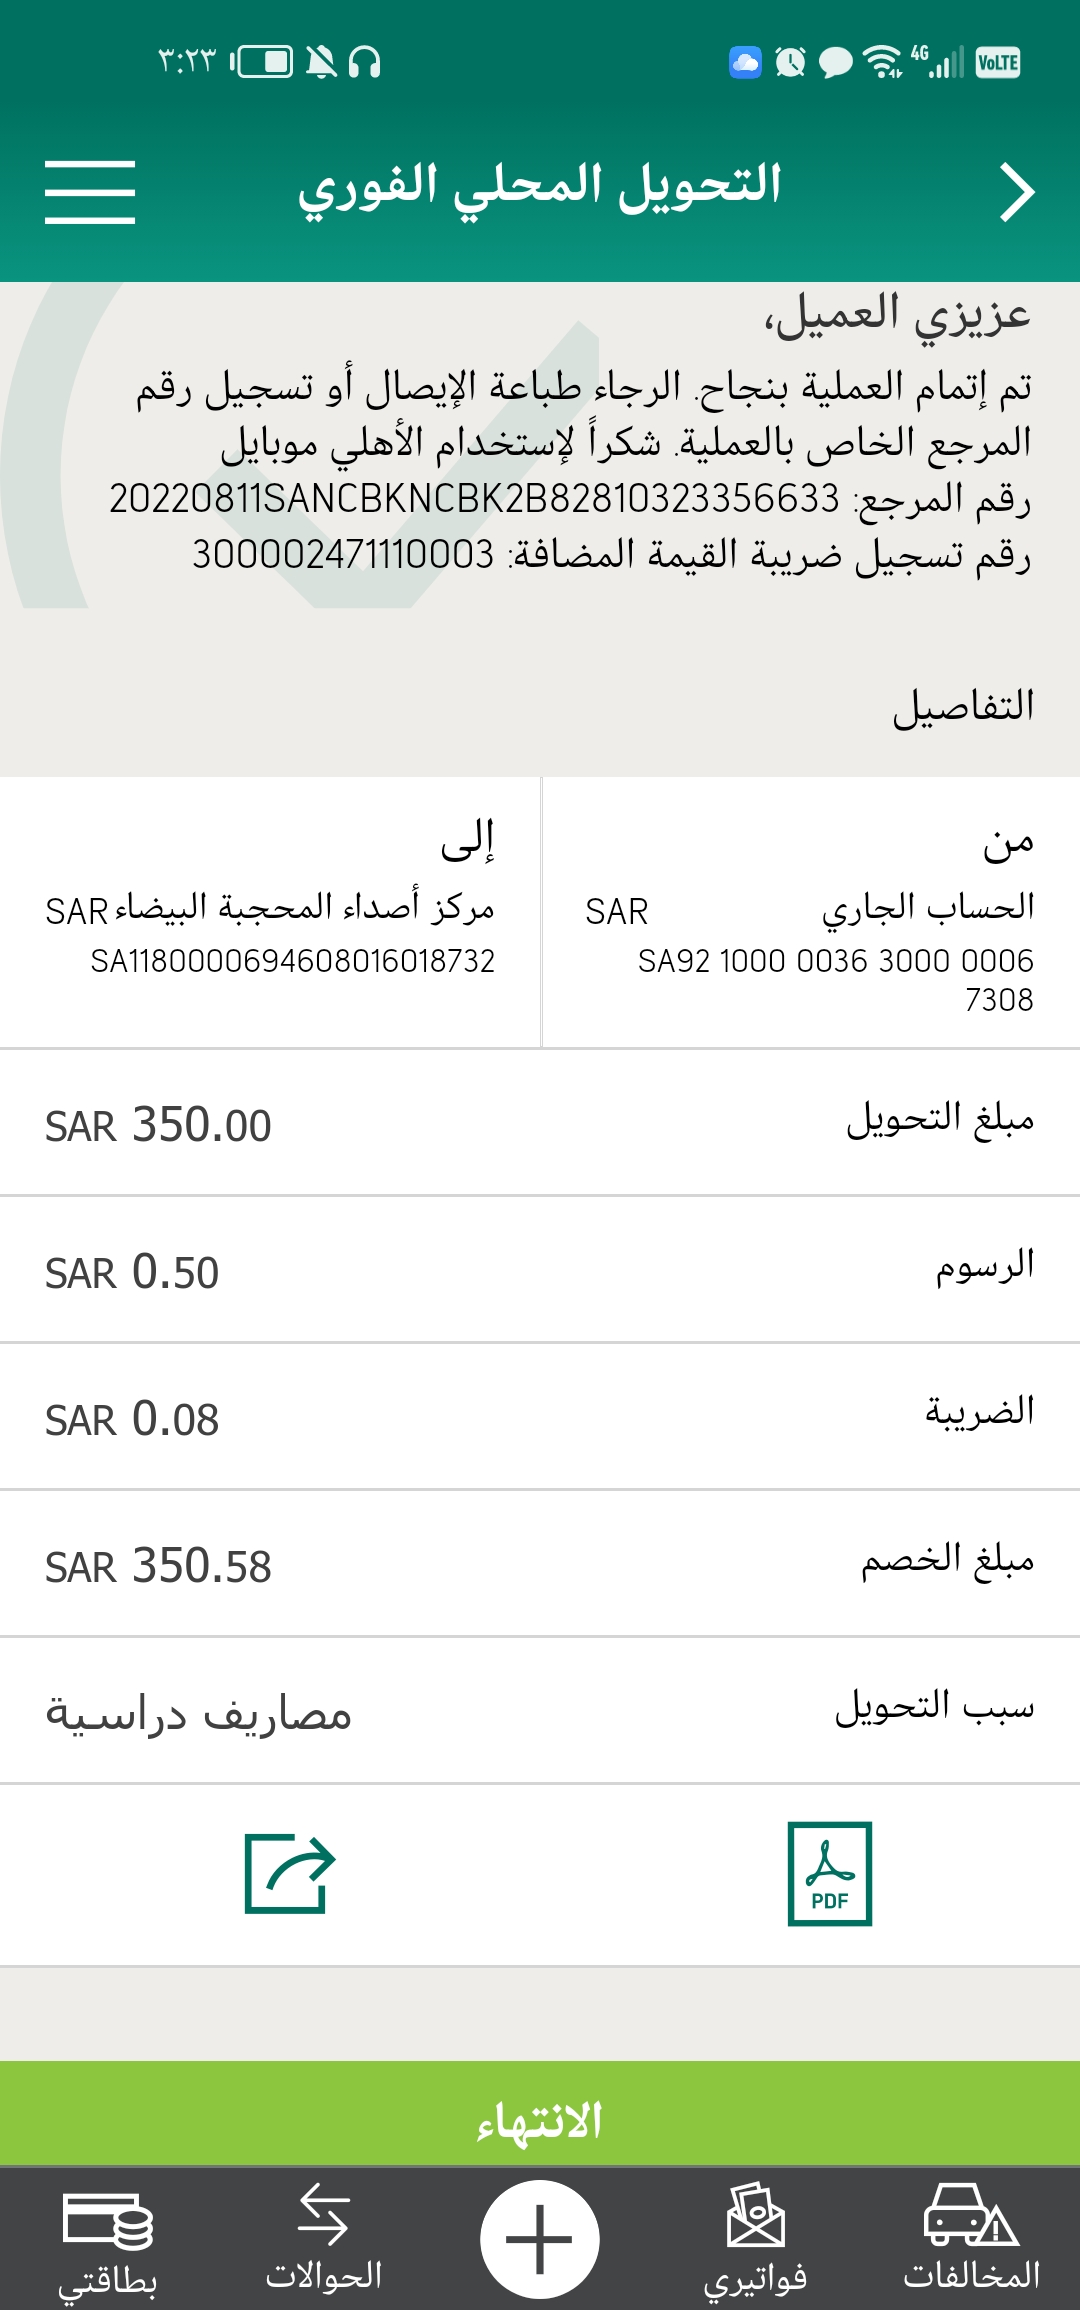 ٣:٢٣
4G
VoLTE
التحويل المحلي الفوري
عزيزي العميل،
تم إتمام العملية بنجاح. الرجاء طباعة الإيصال أو تسجيل رقم
المرجع الخاص بالعملية. شكراً لإستخدام الأهلي موبايل
رقم المرجع: 20220811SANCBKNCBK2B82810323356633
رقم تسجيل ضريبة القيمة المضافة: 300002471110003
التفاصيل
من
الحساب الجاري SAR
SA92 1000 0036 3000 0006
7308
إلى
مركز أصداء المحجبة البيضاء SAR
SA1180000694608016018732
مبلغ التحويل SAR 350.00
الرسوم SAR 0.50
الضريبة SAR 0.08
مبلغ الخصم SAR 350.58
سبب التحويل مصاريف دراسية
PDF
الانتهاء
المخالفات
فواتيري
الحوالات
بطاقتي